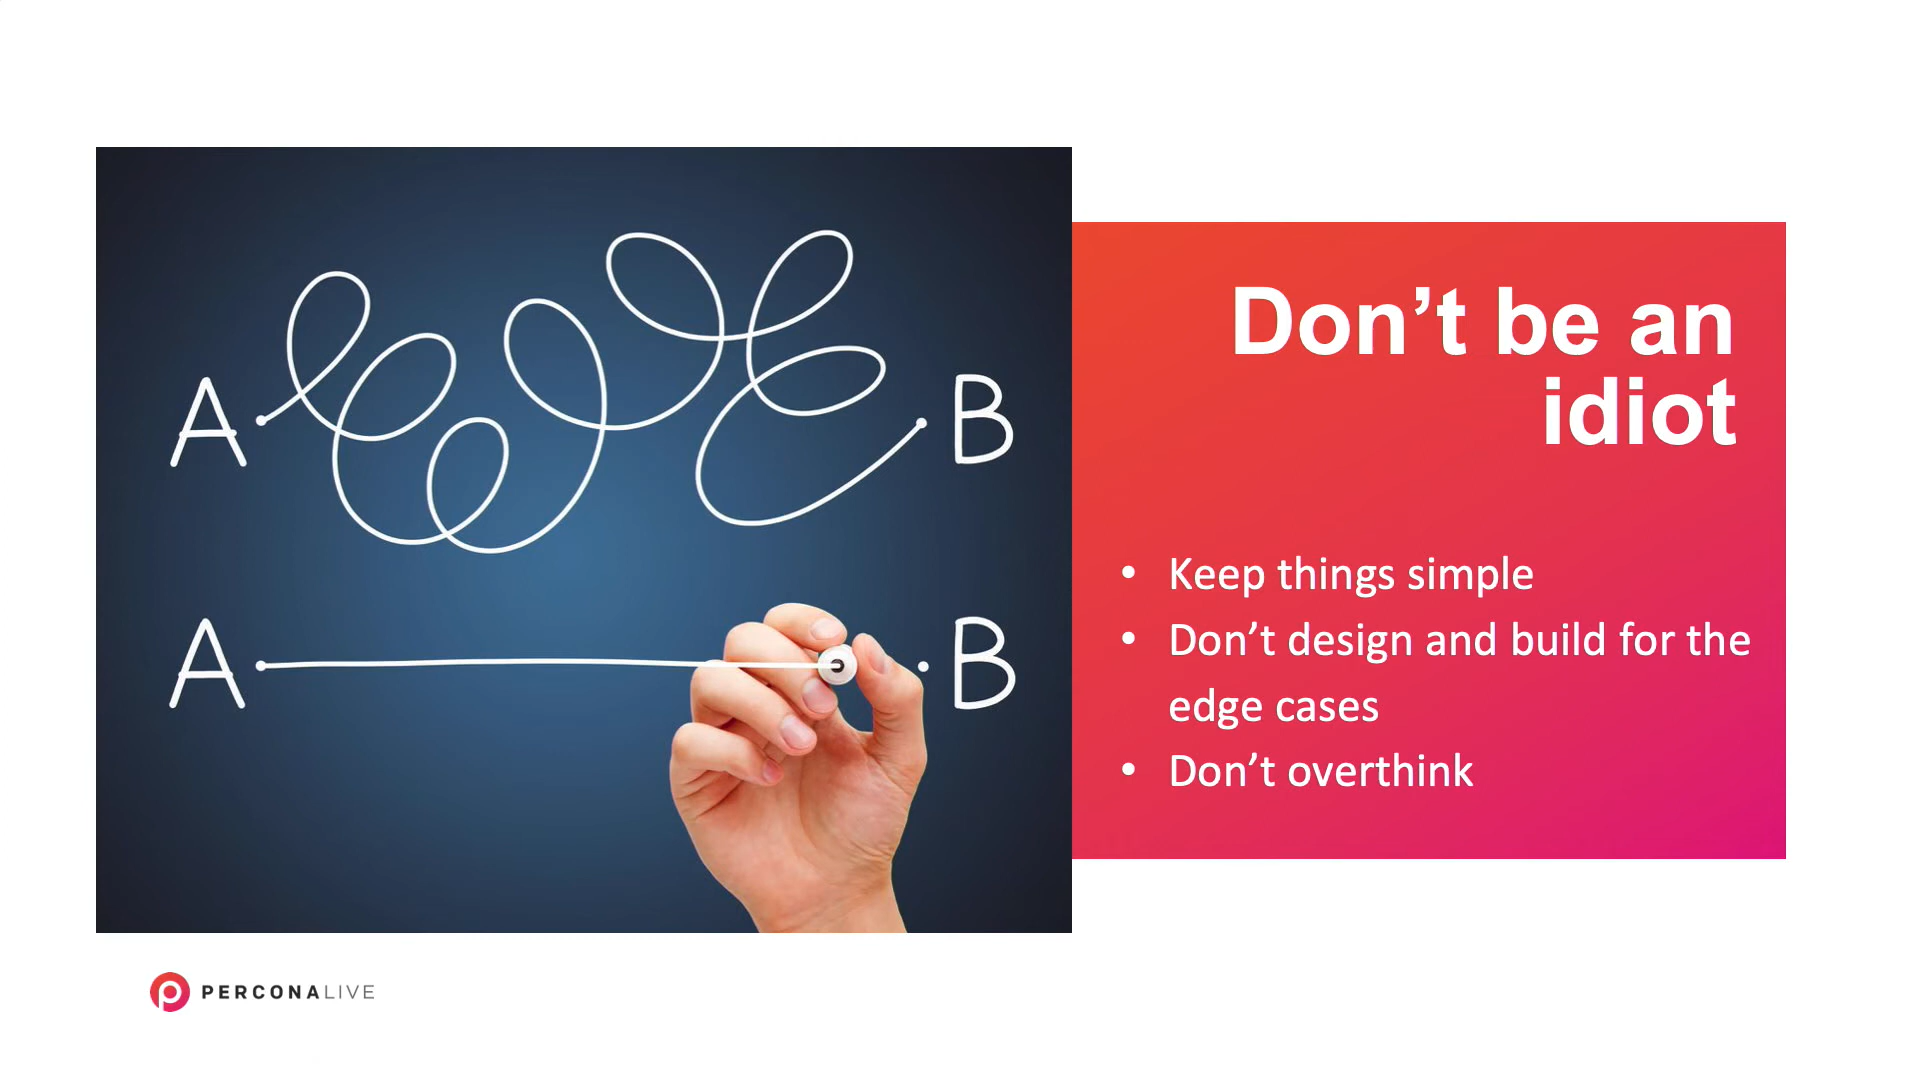 A
B
A
B
Don’t be an
idiot
• Keep things simple
• Don’t design and build for the
edge cases
• Don’t overthink
PERCONALIVE